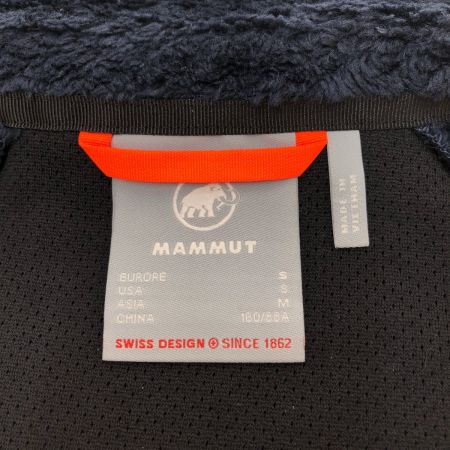 MAMMUT
EUROPE S
USA S
ASIA M
CHINA 160/88A
SWISS DESIGN SINCE 1862
MADE IN
VIETNAM